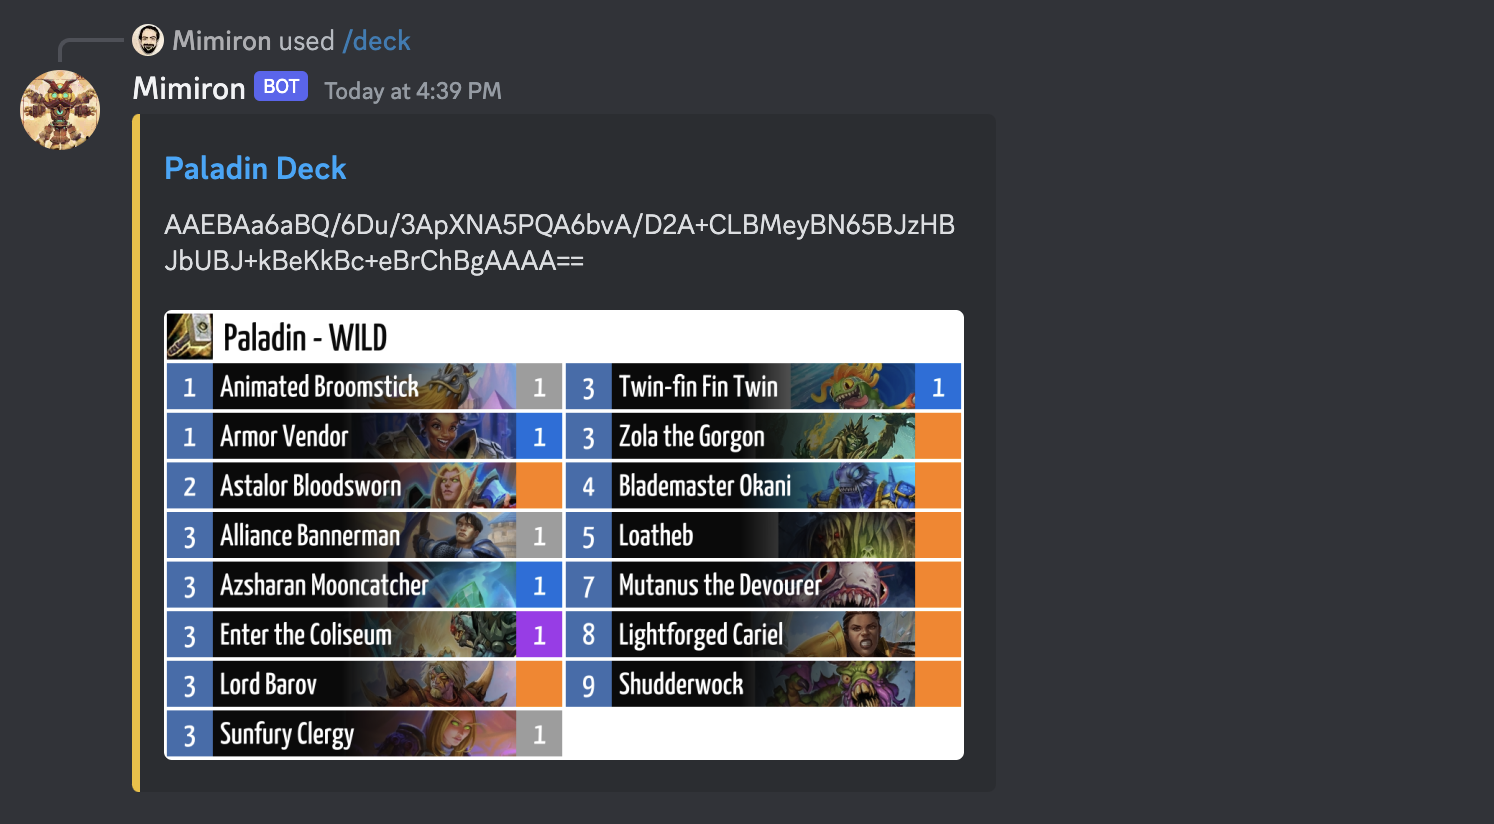 Mimiron used /deck
Mimiron BOT Today at 4:39 PM
Paladin Deck
AAEBAa6aBQ/6Du/3ApXNA5PQA6bvA/D2A+CLBMeyBN65BJzHB
JbUBJ+kBeKkBc+eBrChBgAAAA==
Paladin - WILD
1 Animated Broomstick 1
1 Armor Vendor 1
2 Astalor Bloodsworn
3 Alliance Bannerman 1
3 Azsharan Mooncatcher 1
3 Enter the Coliseum 1
3 Lord Barov
3 Sunfury Clergy 1
3 Twin-fin Fin Twin 1
3 Zola the Gorgon
4 Blademaster Okani
5 Loatheb
7 Mutanus the Devourer
8 Lightforged Cariel
9 Shudderwock